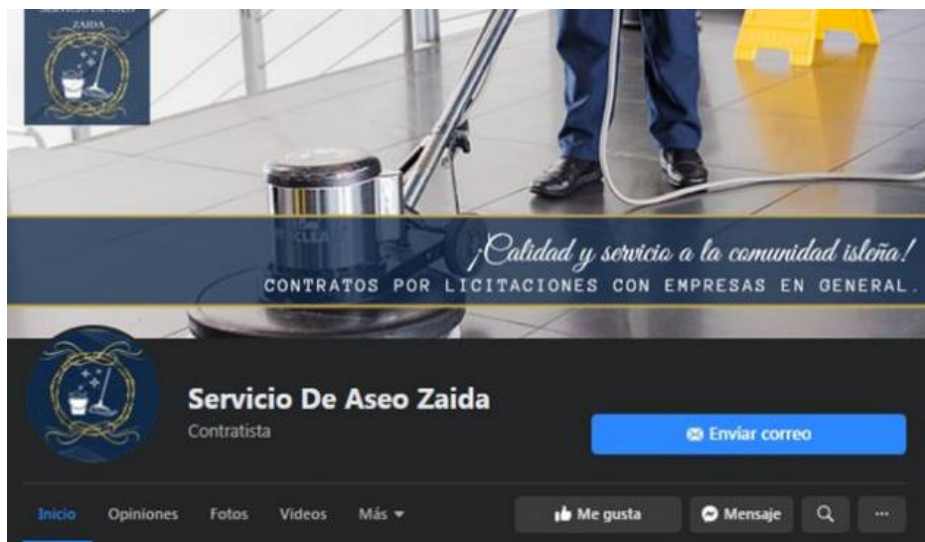 SERVICIO DE ASEO
ZAIDA
KLEA
¡Calidad y servicio a la comunidad isleña!
CONTRATOS POR LICITACIONES CON EMPRESAS EN GENERAL.
Servicio De Aseo Zaida
Contratista
Enviar correo
Inicio Opiniones Fotos Videos Más
Me gusta Mensaje ...